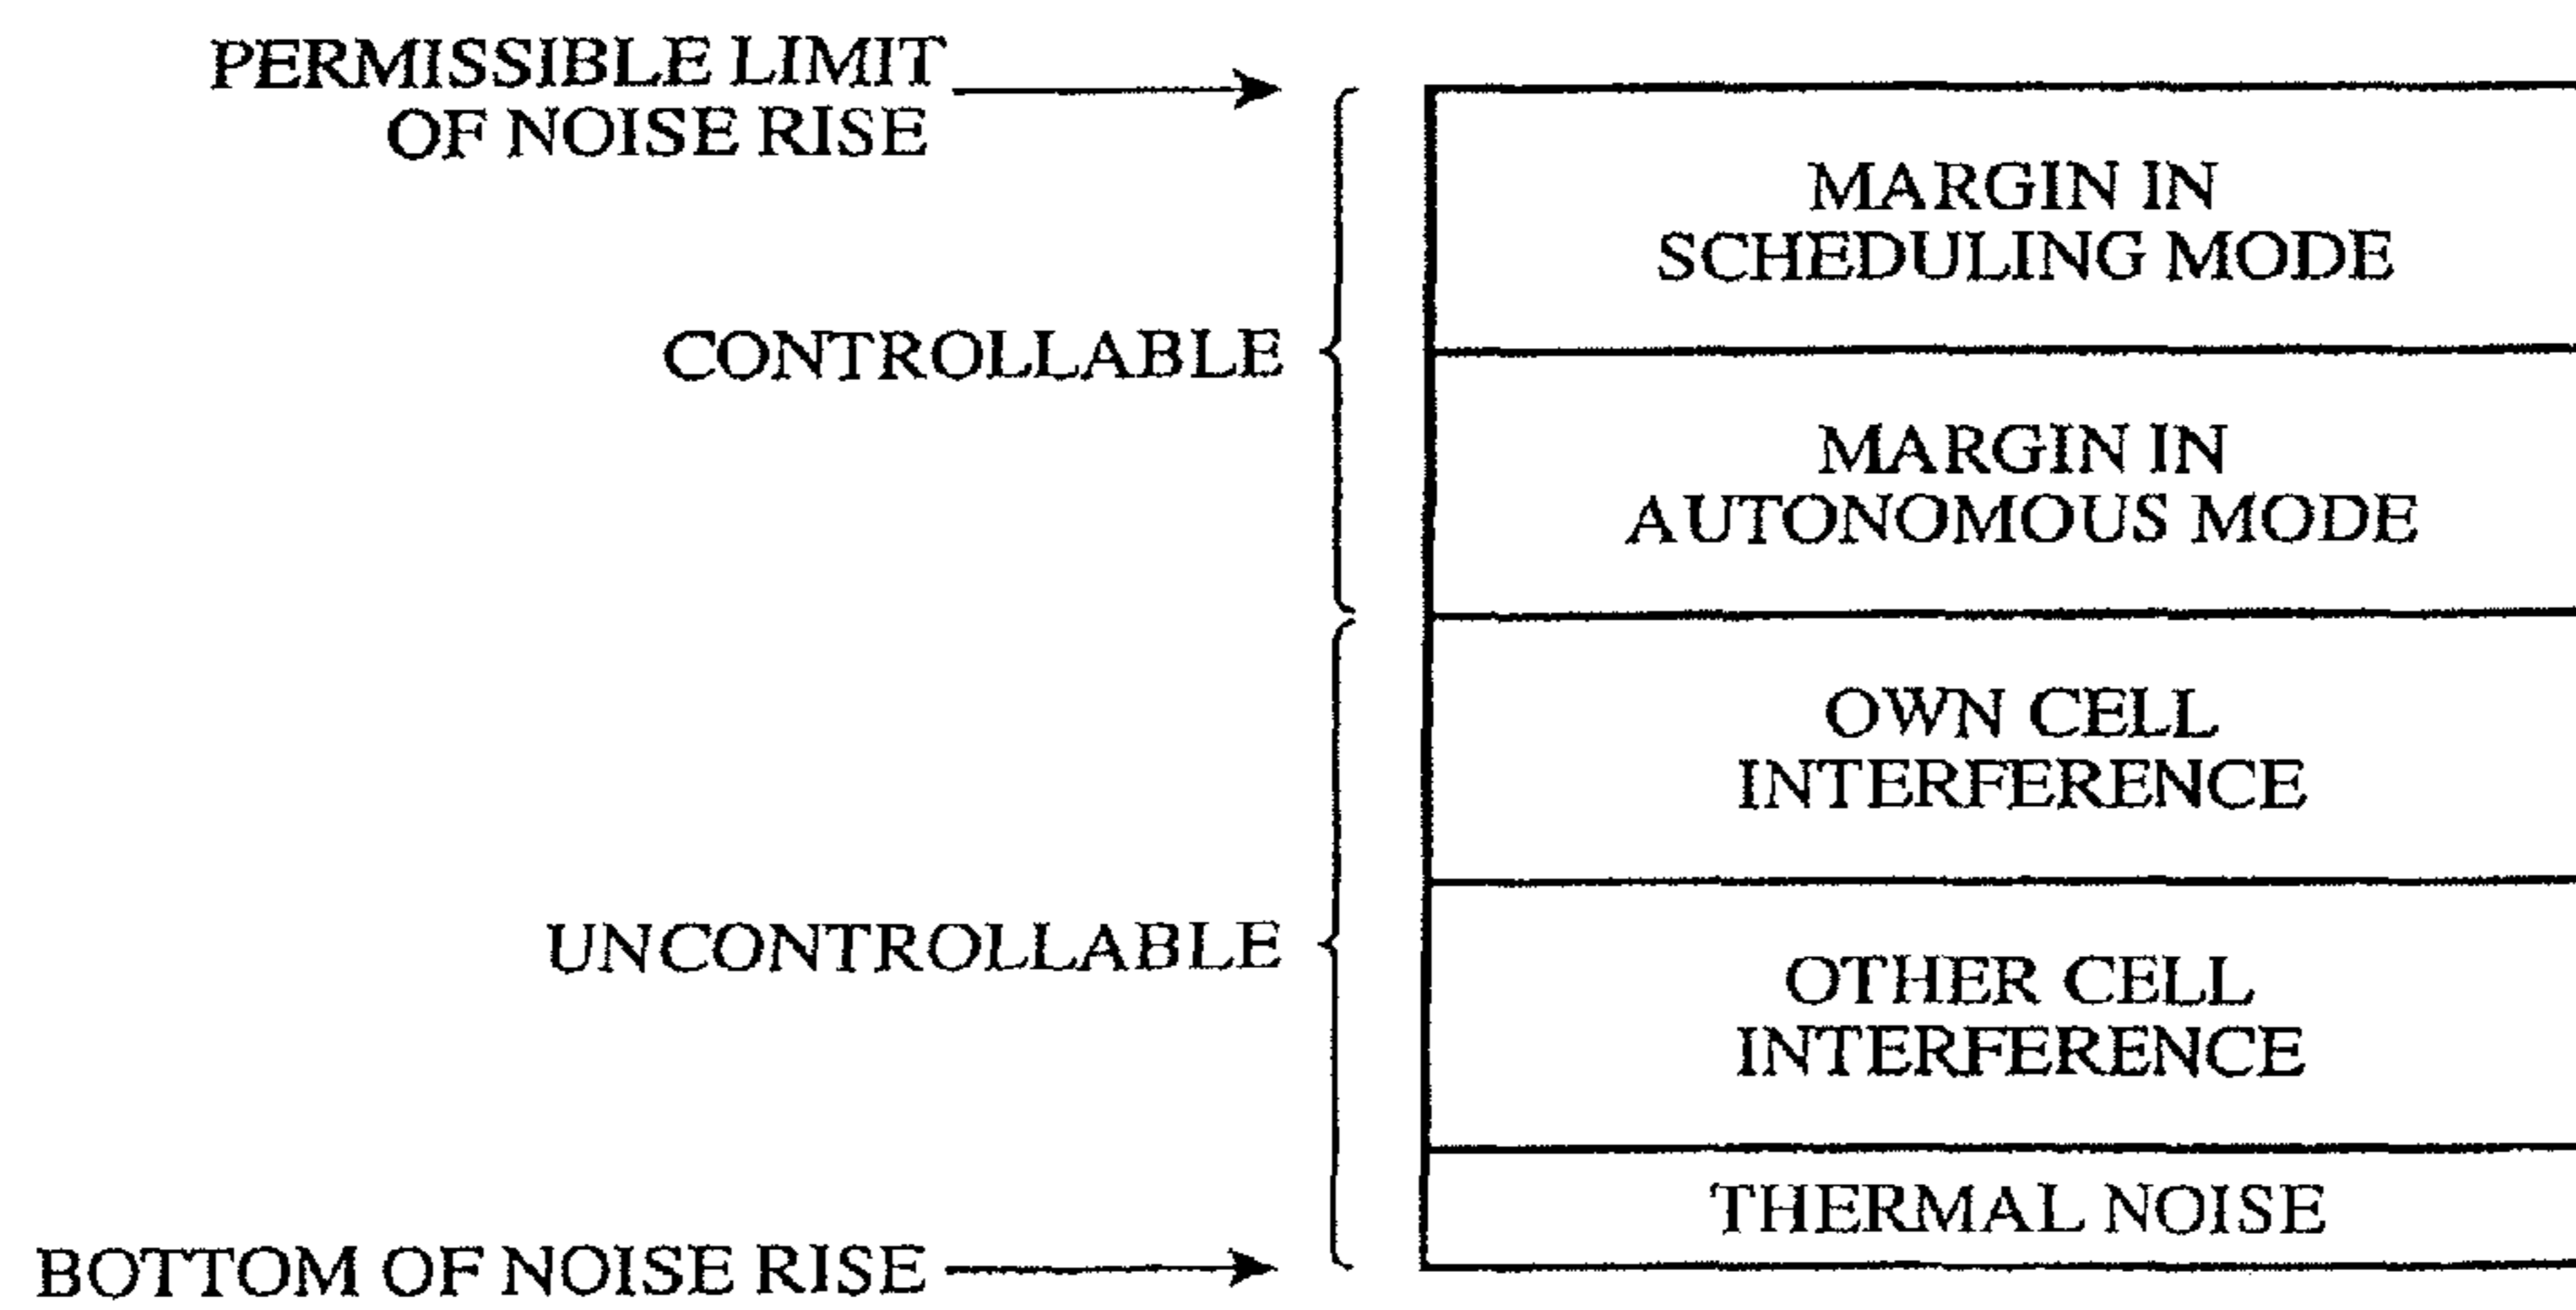 PERMISSIBLE LIMIT
OF NOISE RISE
MARGIN IN
SCHEDULING MODE
CONTROLLABLE
MARGIN IN
AUTONOMOUS MODE
OWN CELL
INTERFERENCE
UNCONTROLLABLE
OTHER CELL
INTERFERENCE
THERMAL NOISE
BOTTOM OF NOISE RISE